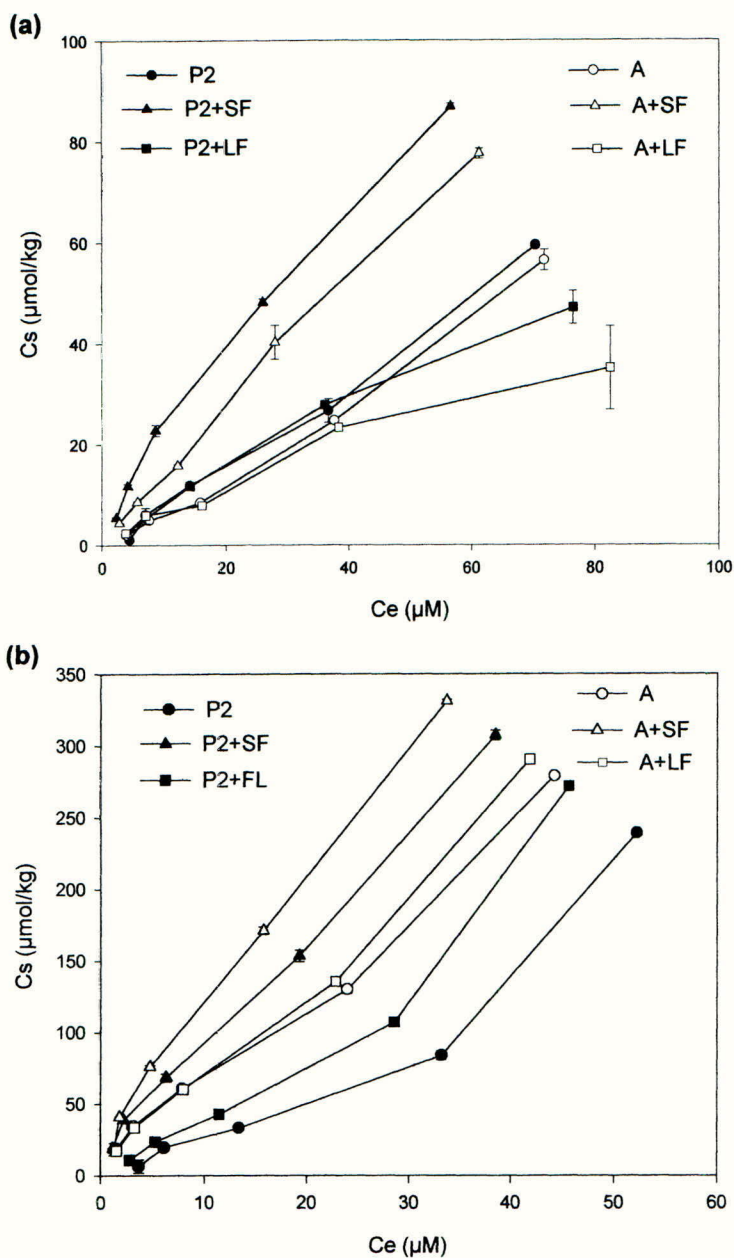 (a)
100
80
60
40
20
0
Cs (µmol/kg)
P2
P2+SF
P2+LF
A
A+SF
A+LF
0 20 40 60 80 100
Ce (µM)
(b)
350
300
250
200
150
100
50
0
Cs (µmol/kg)
P2
P2+SF
P2+FL
A
A+SF
A+LF
0 10 20 30 40 50 60
Ce (µM)